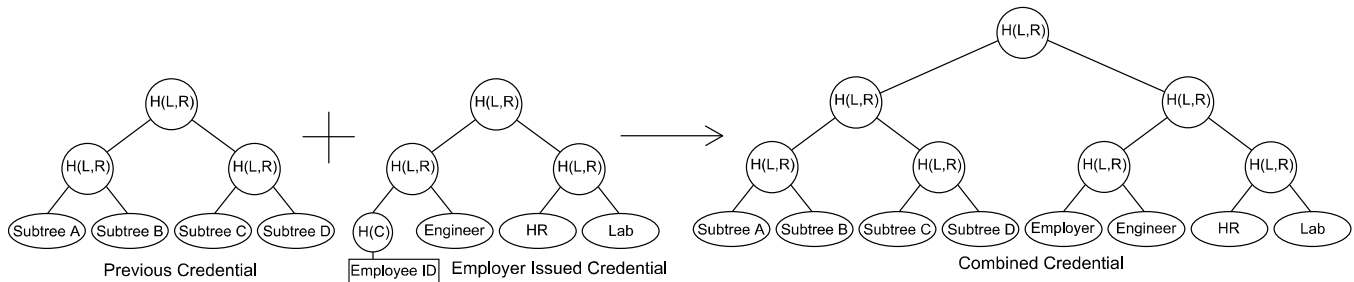 H(L,R)
H(L,R) H(L,R)
Subtree A Subtree B Subtree C Subtree D
Previous Credential
H(L,R)
H(L,R) H(L,R)
H(C) Engineer HR Lab
Employee ID
Employer Issued Credential
H(L,R)
H(L,R) H(L,R)
H(L,R) H(L,R) H(L,R) H(L,R)
Subtree A Subtree B Subtree C Subtree D Employer Engineer HR Lab
Combined Credential